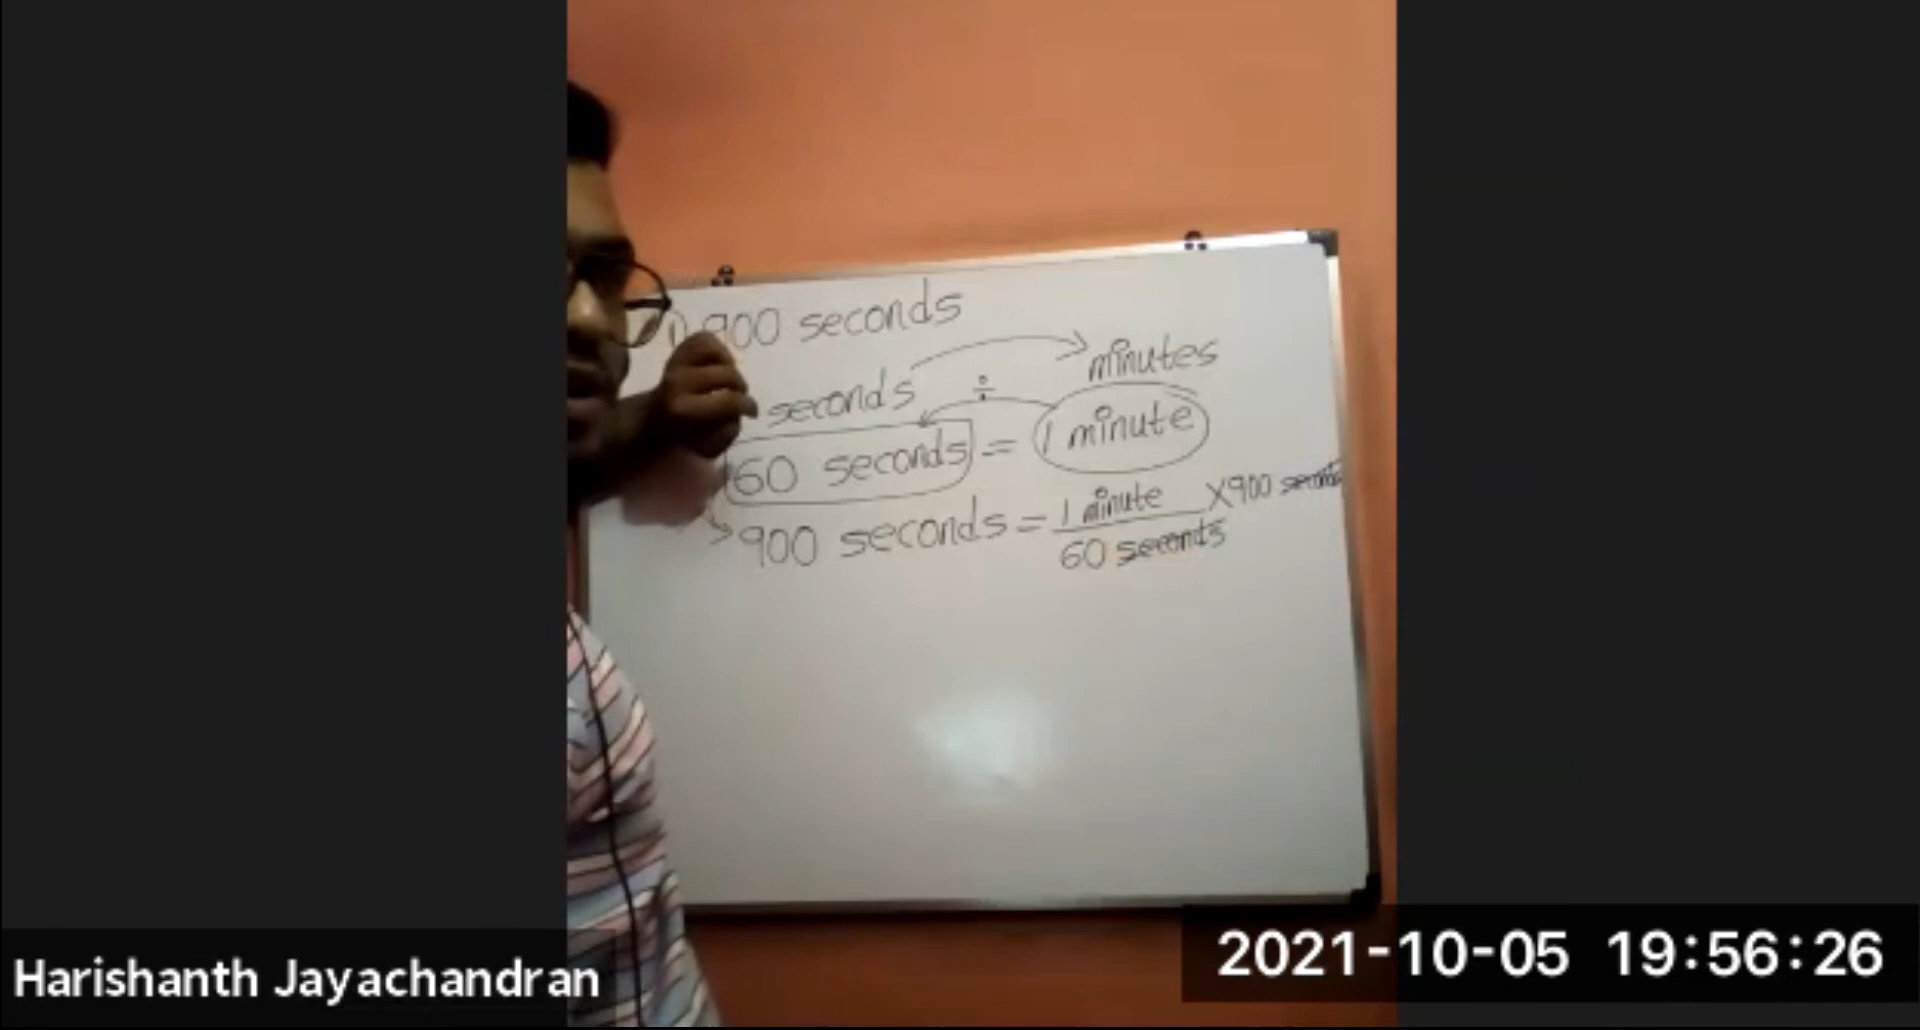 900 seconds
seconds minutes
÷
60 seconds = 1 minute
900 seconds = 1 minute × 900 seconds
60 seconds
Harishanth Jayachandran
2021-10-05 19:56:26